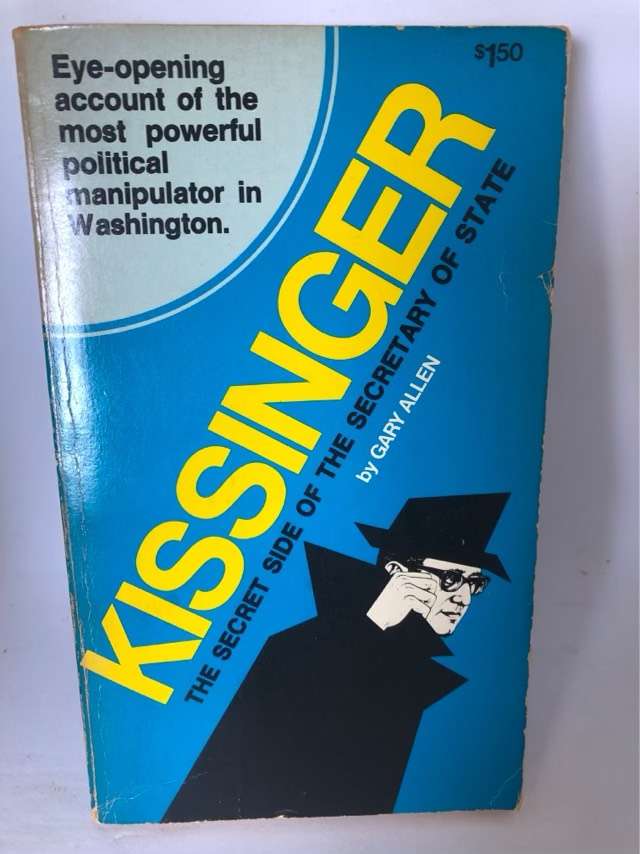 Eye-opening
account of the
most powerful
political
manipulator in
Washington.
$1.50
KISSINGER
THE SECRET SIDE OF THE SECRETARY OF STATE
by GARY ALLEN